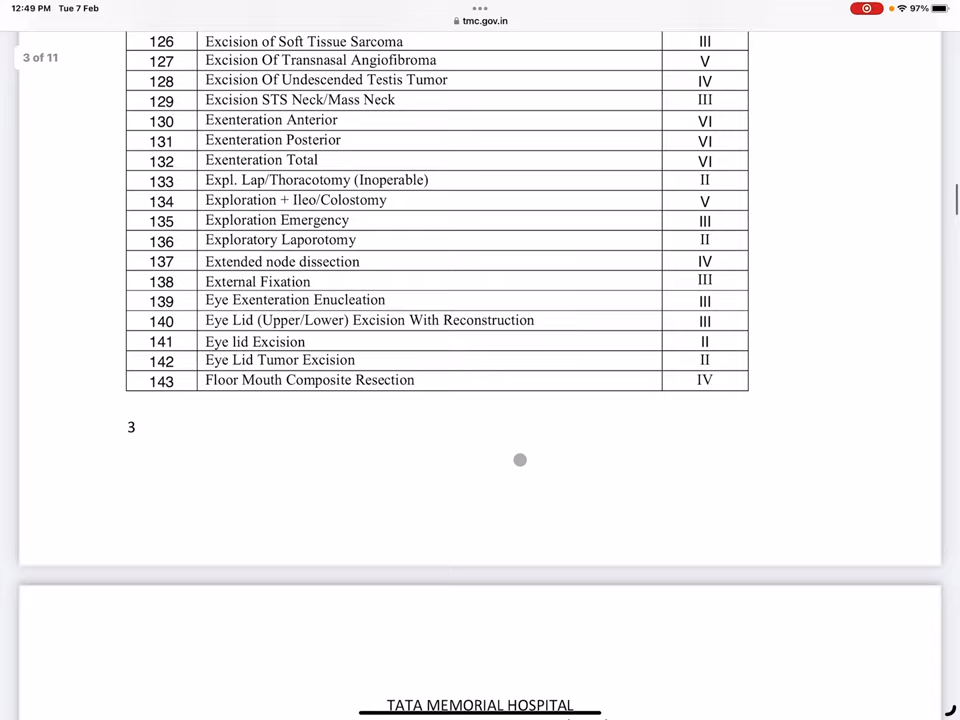 12:49 PM Tue 7 Feb
97%
tmc.gov.in
3 of 11
126 Excision of Soft Tissue Sarcoma III
127 Excision Of Transnasal Angiofibroma V
128 Excision Of Undescended Testis Tumor IV
129 Excision STS Neck/Mass Neck III
130 Exenteration Anterior VI
131 Exenteration Posterior VI
132 Exenteration Total VI
133 Expl. Lap/Thoracotomy (Inoperable) II
134 Exploration + Ileo/Colostomy V
135 Exploration Emergency III
136 Exploratory Laporotomy II
137 Extended node dissection IV
138 External Fixation III
139 Eye Exenteration Enucleation III
140 Eye Lid (Upper/Lower) Excision With Reconstruction III
141 Eye lid Excision II
142 Eye Lid Tumor Excision II
143 Floor Mouth Composite Resection IV
3
TATA MEMORIAL HOSPITAL